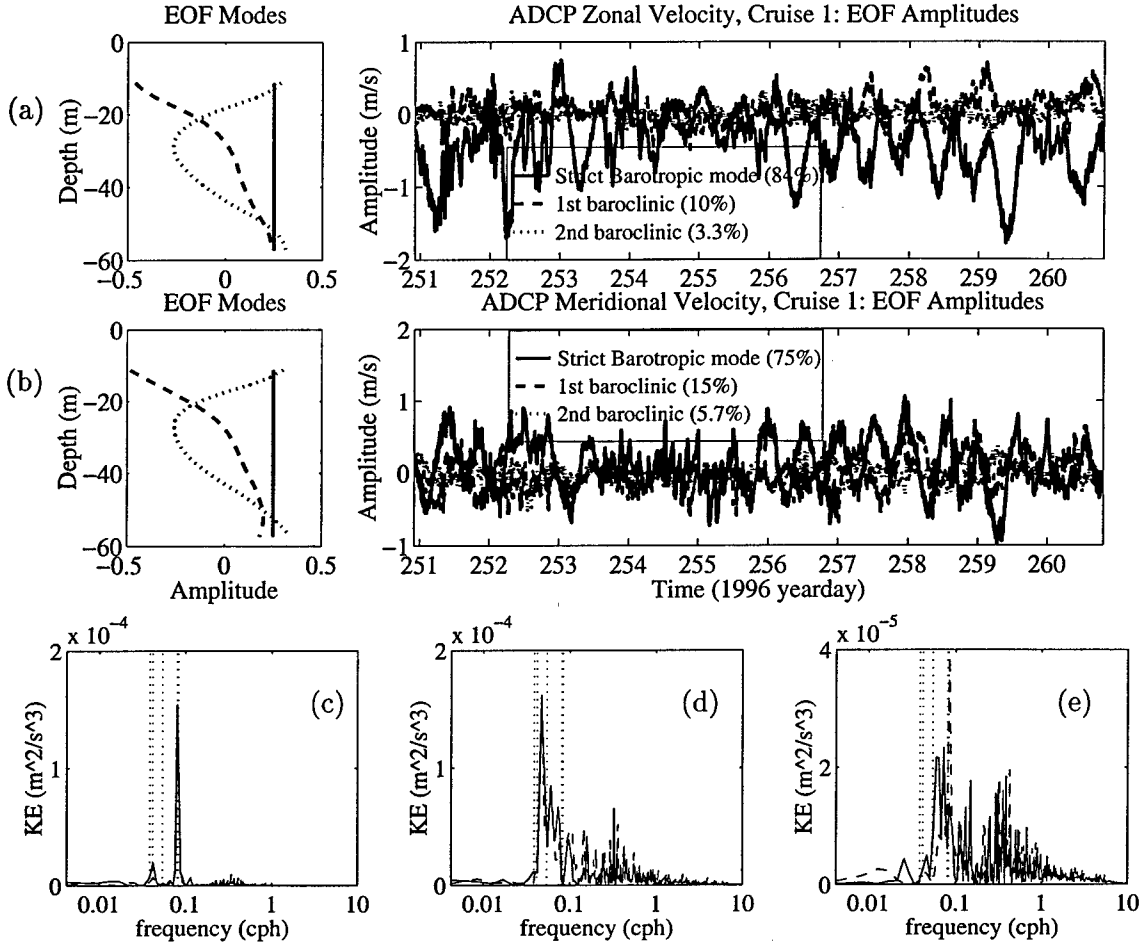 EOF Modes
ADCP Zonal Velocity, Cruise 1: EOF Amplitudes
(a)
Depth (m)
0
−20
−40
−60
−0.5
0
0.5
Amplitude (m/s)
1
0
−1
−2
Strict Barotropic mode (84%)
1st baroclinic (10%)
2nd baroclinic (3.3%)
251
252
253
254
255
256
257
258
259
260
EOF Modes
ADCP Meridional Velocity, Cruise 1: EOF Amplitudes
(b)
Depth (m)
0
−20
−40
−60
−0.5
0
0.5
Amplitude
Amplitude (m/s)
2
1
0
−1
Strict Barotropic mode (75%)
1st baroclinic (15%)
2nd baroclinic (5.7%)
251
252
253
254
255
256
257
258
259
260
Time (1996 yearday)
x 10^-4
2
1
0
KE (m^2/s^3)
(c)
0.01
0.1
1
10
frequency (cph)
x 10^-4
2
1
0
KE (m^2/s^3)
(d)
0.01
0.1
1
10
frequency (cph)
x 10^-5
4
2
0
KE (m^2/s^3)
(e)
0.01
0.1
1
10
frequency (cph)